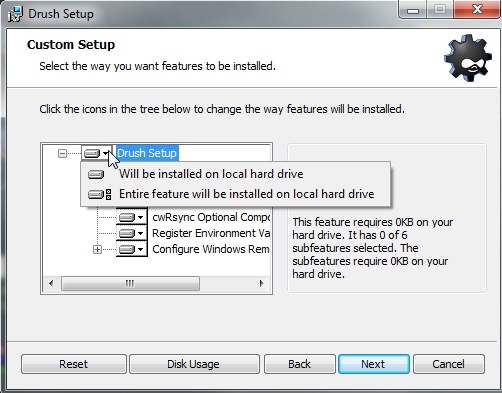 Drush Setup
Custom Setup
Select the way you want features to be installed.
Click the icons in the tree below to change the way features will be installed.
Drush Setup
Will be installed on local hard drive
Entire feature will be installed on local hard drive
cwRsync Optional Compo
Register Environment Va
Configure Windows Rem
This feature requires 0KB on your
hard drive. It has 0 of 6
subfeatures selected. The
subfeatures require 0KB on your
hard drive.
Reset
Disk Usage
Back
Next
Cancel